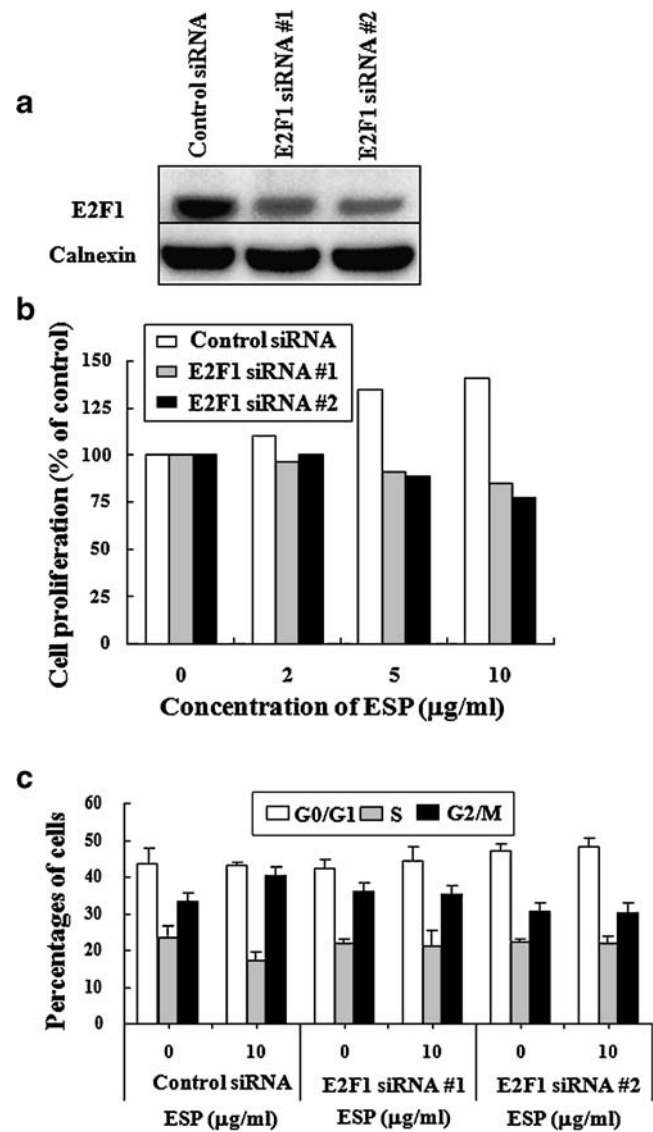 a
Control siRNA
E2F1 siRNA #1
E2F1 siRNA #2
E2F1
Calnexin
b
Cell proliferation (% of control)
Control siRNA
E2F1 siRNA #1
E2F1 siRNA #2
150
125
100
75
50
25
0
0 2 5 10
Concentration of ESP (µg/ml)
c
Percentages of cells
G0/G1 S G2/M
60
50
40
30
20
10
0
0 10 0 10 0 10
Control siRNA E2F1 siRNA #1 E2F1 siRNA #2
ESP (µg/ml) ESP (µg/ml) ESP (µg/ml)